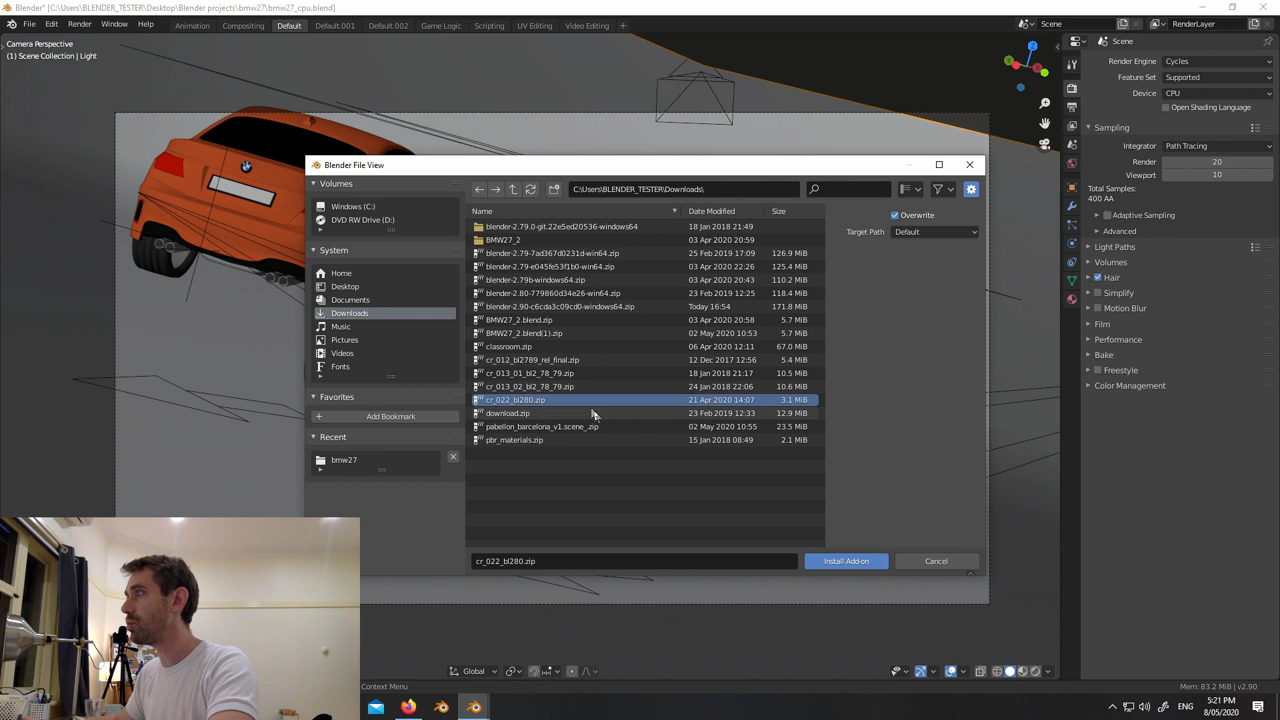 Blender* [C:\Users\BLENDER_TESTER\Desktop\Blender projects\bmw27\bmw27_cpu.blend]
File Edit Render Window Help Animation Compositing Default Default.001 Default.002 Game Logic Scripting UV Editing Video Editing + Scene RenderLayer
Camera Perspective
(1) Scene Collection | Light
Z
Scene
Render Engine Cycles
Feature Set Supported
Device CPU
Open Shading Language
Sampling
Integrator Path Tracing
Render 20
Viewport 10
Total Samples:
400 AA
Adaptive Sampling
Advanced
Light Paths
Volumes
Hair
Simplify
Motion Blur
Film
Performance
Bake
Freestyle
Color Management
Blender File View
Volumes
Windows (C:)
DVD RW Drive (D:)
System
Home
Desktop
Documents
Downloads
Music
Pictures
Videos
Fonts
Favorites
+ Add Bookmark
Recent
bmw27
C:\Users\BLENDER_TESTER\Downloads\
Name Date Modified Size
blender-2.79.0-git.22e5ed20536-windows64 18 Jan 2018 21:49
BMW27_2 03 Apr 2020 20:59
blender-2.79-7ad367d0231d-win64.zip 25 Feb 2019 17:09 126.9 MiB
blender-2.79-e045fe53f1b0-win64.zip 03 Apr 2020 22:26 125.4 MiB
blender-2.79b-windows64.zip 03 Apr 2020 20:43 110.2 MiB
blender-2.80-779860d34e26-win64.zip 23 Feb 2019 12:25 118.4 MiB
blender-2.90-c6cda3c09cd0-windows64.zip Today 16:54 171.8 MiB
BMW27_2.blend.zip 03 Apr 2020 20:58 5.7 MiB
BMW27_2.blend(1).zip 02 May 2020 10:53 5.7 MiB
classroom.zip 06 Apr 2020 12:11 67.0 MiB
cr_012_bl2789_rel_final.zip 12 Dec 2017 12:56 5.4 MiB
cr_013_01_bl2_78_79.zip 18 Jan 2018 21:17 10.5 MiB
cr_013_02_bl2_78_79.zip 24 Jan 2018 22:06 10.6 MiB
cr_022_bl280.zip 21 Apr 2020 14:07 3.1 MiB
download.zip 23 Feb 2019 12:33 12.9 MiB
pabellon_barcelona_v1.scene_.zip 02 May 2020 10:55 23.5 MiB
pbr_materials.zip 15 Jan 2018 08:49 2.1 MiB
Overwrite
Target Path Default
cr_022_bl280.zip Install Add-on Cancel
Global
Context Menu Mem: 83.2 MiB | v2.90
ENG 5:21 PM
8/05/2020